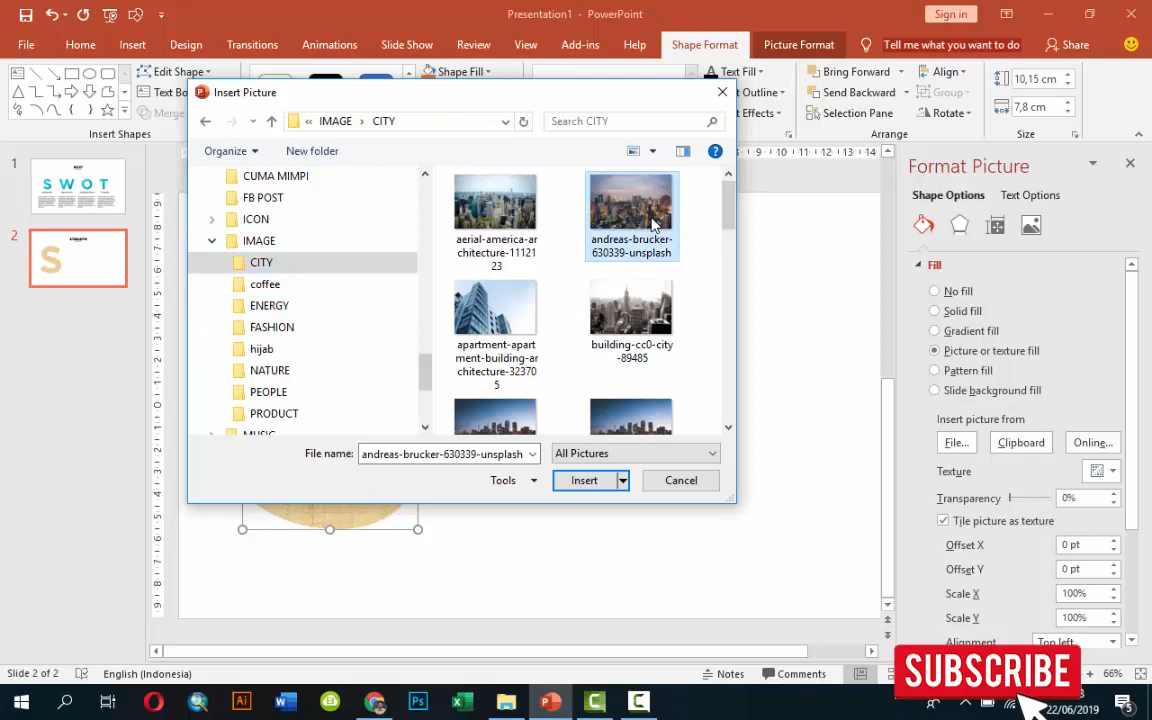 Presentation1 - PowerPoint
Sign in
File Home Insert Design Transitions Animations Slide Show Review View Add-ins Help Shape Format Picture Format Tell me what you want to do Share
Edit Shape
Text Bo
Merge
Insert Shapes
Shape Fill
Text Fill
Outline
Effects
Bring Forward
Send Backward
Selection Pane
Align
Group
Rotate
Arrange
10,15 cm
7,8 cm
Size
Insert Picture
« IMAGE CITY
Search CITY
Organize New folder
CUMA MIMPI
FB POST
ICON
IMAGE
CITY
coffee
ENERGY
FASHION
hijab
NATURE
PEOPLE
PRODUCT
MUSIC
aerial-america-ar
chitecture-11121
23
andreas-brucker-
630339-unsplash
apartment-apart
ment-building-ar
chitecture-32370
5
building-cc0-city
-89485
File name: andreas-brucker-630339-unsplash All Pictures
Tools Insert Cancel
1
SWOT
2
S
Format Picture
Shape Options Text Options
Fill
No fill
Solid fill
Gradient fill
Picture or texture fill
Pattern fill
Slide background fill
Insert picture from
File... Clipboard Online...
Texture
Transparency 0%
Tile picture as texture
Offset X 0 pt
Offset Y 0 pt
Scale X 100%
Scale Y 100%
Alignment Top left
SUBSCRIBE
Slide 2 of 2 English (Indonesia) Notes Comments 66%
22/06/2019
5